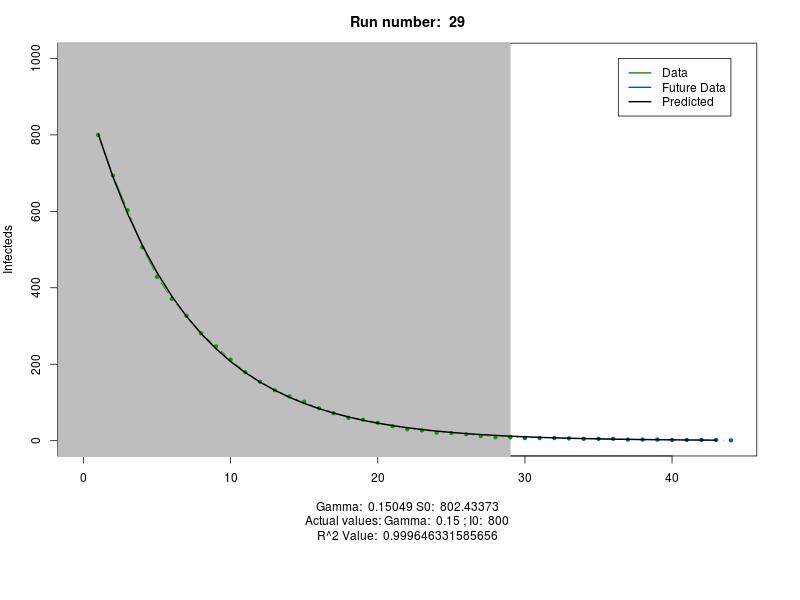 Run number:  29
1000
800
600
400
200
0
Infecteds
Data
Future Data
Predicted
0
10
20
30
40
Gamma:  0.15049 S0:  802.43373
Actual values: Gamma:  0.15 ; I0:  800
R^2 Value:  0.999646331585656